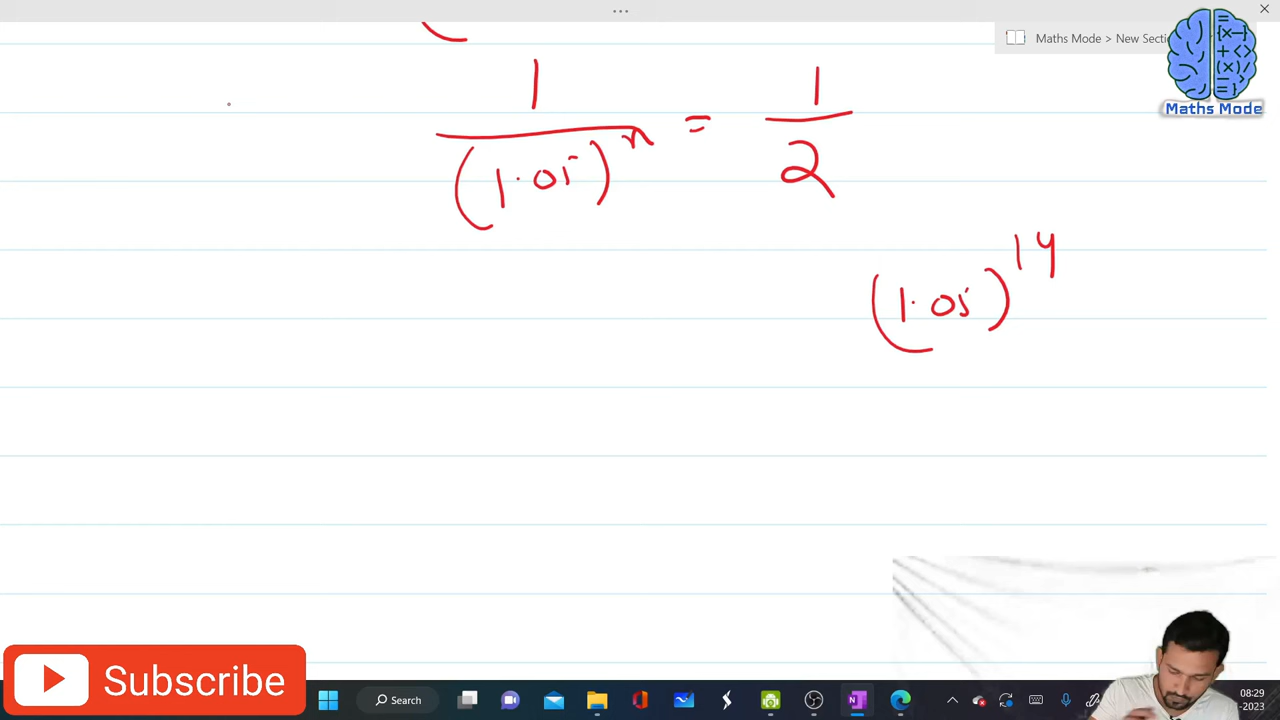 Maths Mode > New Secti
Maths Mode
1/(1.05)^n = 1/2
(1.05)^14
Subscribe
Search
08:29
-2023